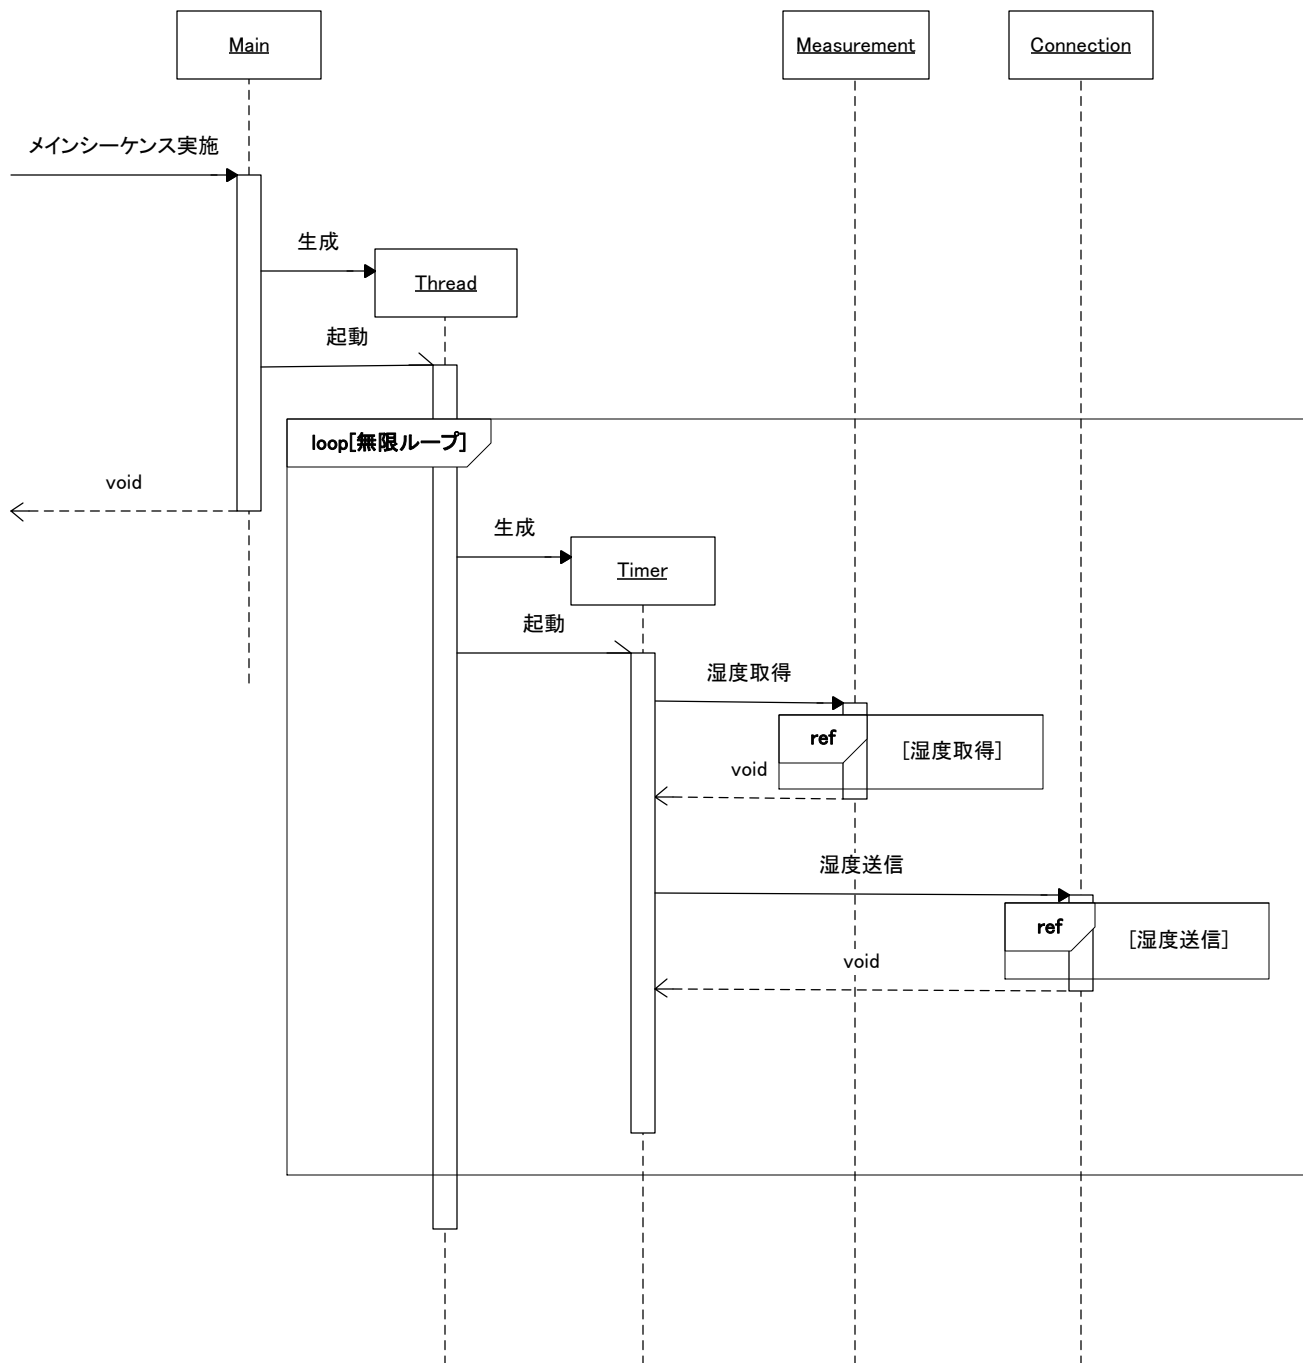 Main
Measurement
Connection
メインシーケンス実施
生成
Thread
起動
loop[無限ループ]
void
生成
Timer
起動
湿度取得
ref
[湿度取得]
void
湿度送信
ref
[湿度送信]
void